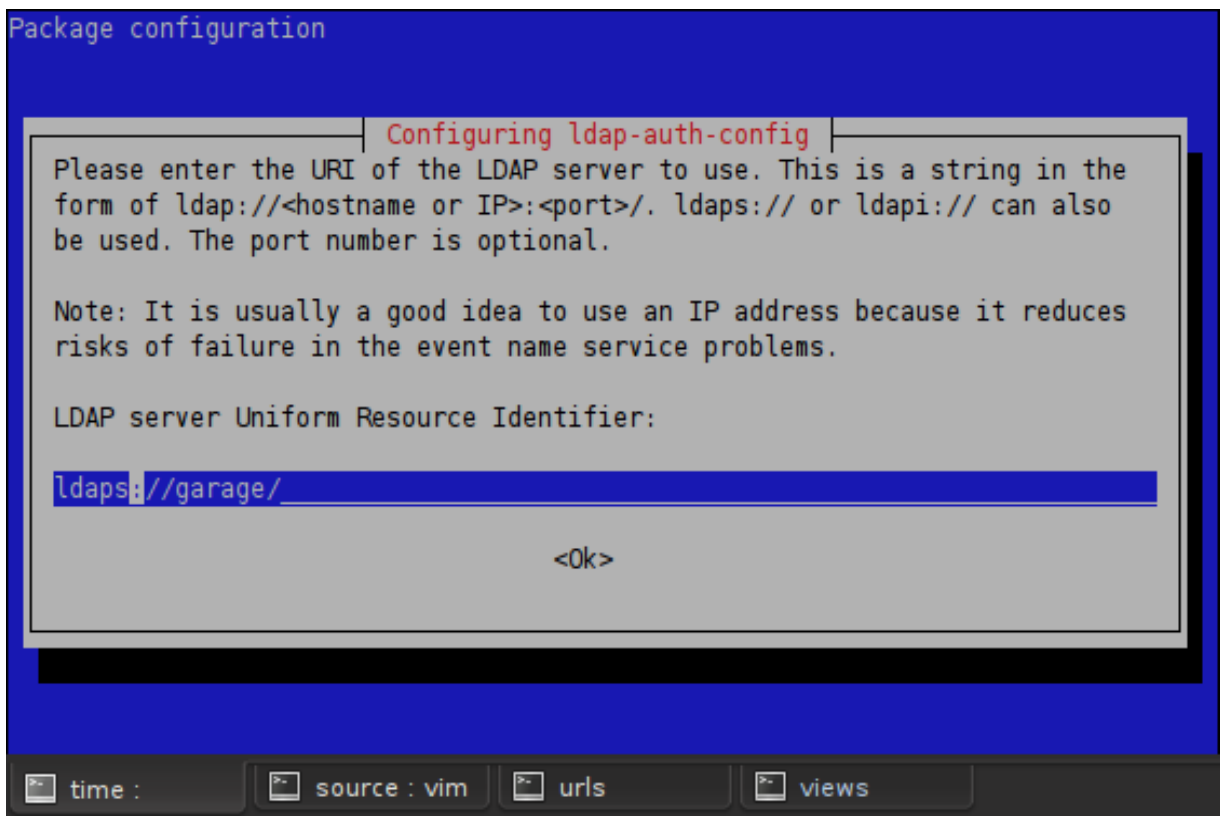 Package configuration
Configuring ldap-auth-config
Please enter the URI of the LDAP server to use. This is a string in the
form of ldap://<hostname or IP>:<port>/. ldaps:// or ldapi:// can also
be used. The port number is optional.
Note: It is usually a good idea to use an IP address because it reduces
risks of failure in the event name service problems.
LDAP server Uniform Resource Identifier:
ldaps://garage/
<Ok>
time : source : vim urls views